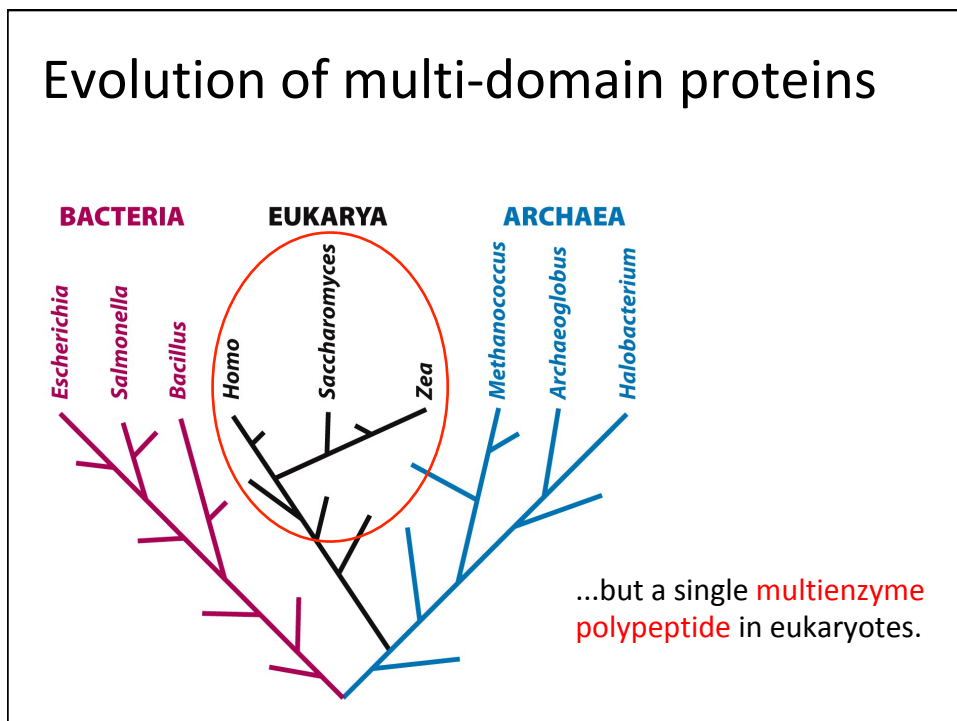 Evolution of multi-domain proteins
BACTERIA
EUKARYA
ARCHAEA
Escherichia
Salmonella
Bacillus
Homo
Saccharomyces
Zea
Methanococcus
Archaeoglobus
Halobacterium
...but a single multienzyme
polypeptide in eukaryotes.